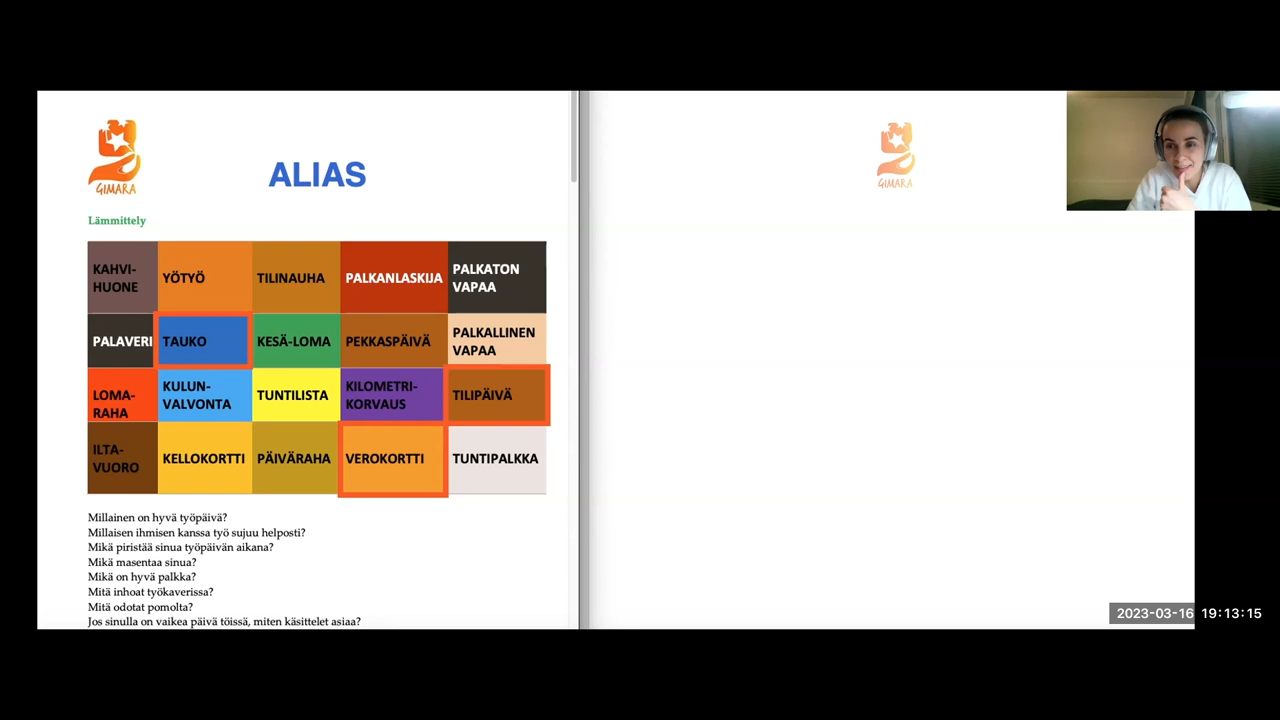 GIMARA
ALIAS
GIMARA
Lämmittely
KAHVI-
HUONE
YÖTYÖ
TILINAUHA
PALKANLASKIJA
PALKATON
VAPAA
PALAVERI
TAUKO
KESÄ-LOMA
PEKKASPÄIVÄ
PALKALLINEN
VAPAA
LOMA-
RAHA
KULUN-
VALVONTA
TUNTILISTA
KILOMETRI-
KORVAUS
TILIPÄIVÄ
ILTA-
VUORO
KELLOKORTTI
PÄIVÄRAHA
VEROKORTTI
TUNTIPALKKA
Millainen on hyvä työpäivä?
Millaisen ihmisen kanssa työ sujuu helposti?
Mikä piristää sinua työpäivän aikana?
Mikä masentaa sinua?
Mikä on hyvä palkka?
Mitä inhoat työkaverissa?
Mitä odotat pomolta?
Jos sinulla on vaikea päivä töissä, miten käsittelet asiaa?
2023-03-16 19:13:15